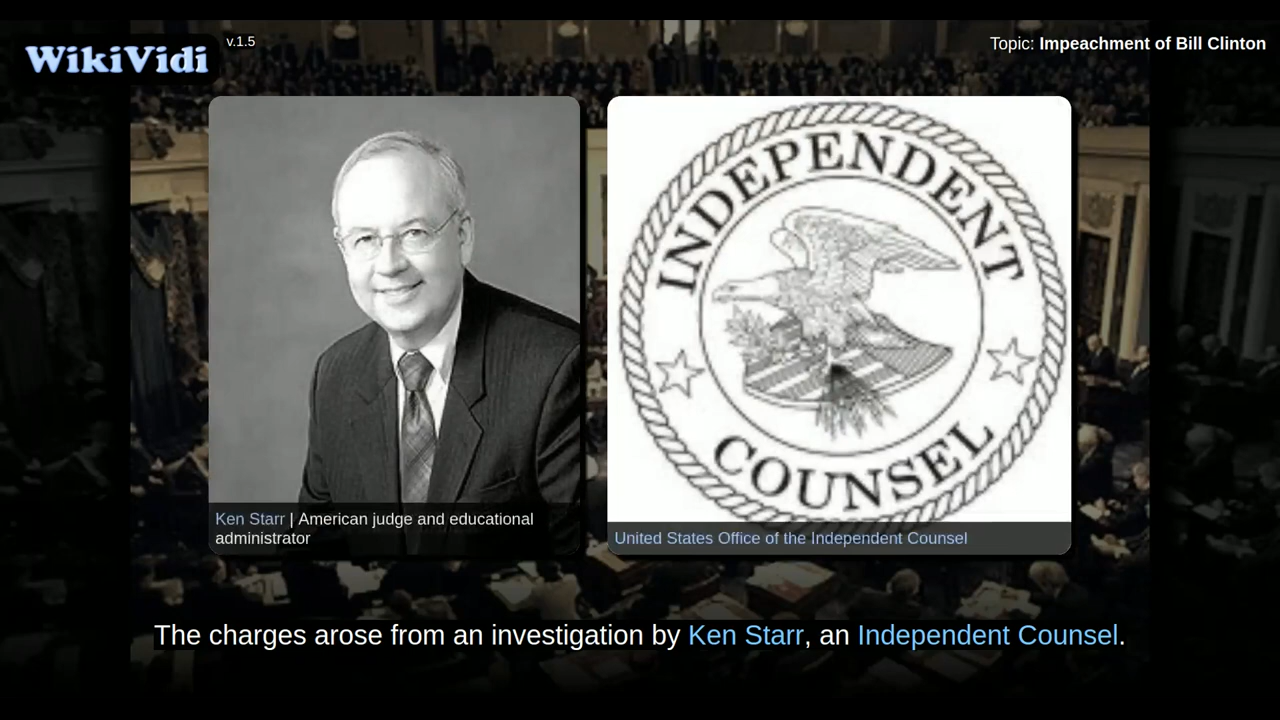 WikiVidi
v.1.5
Topic: Impeachment of Bill Clinton
INDEPENDENT
COUNSEL
Ken Starr | American judge and educational
administrator
United States Office of the Independent Counsel
The charges arose from an investigation by Ken Starr, an Independent Counsel.